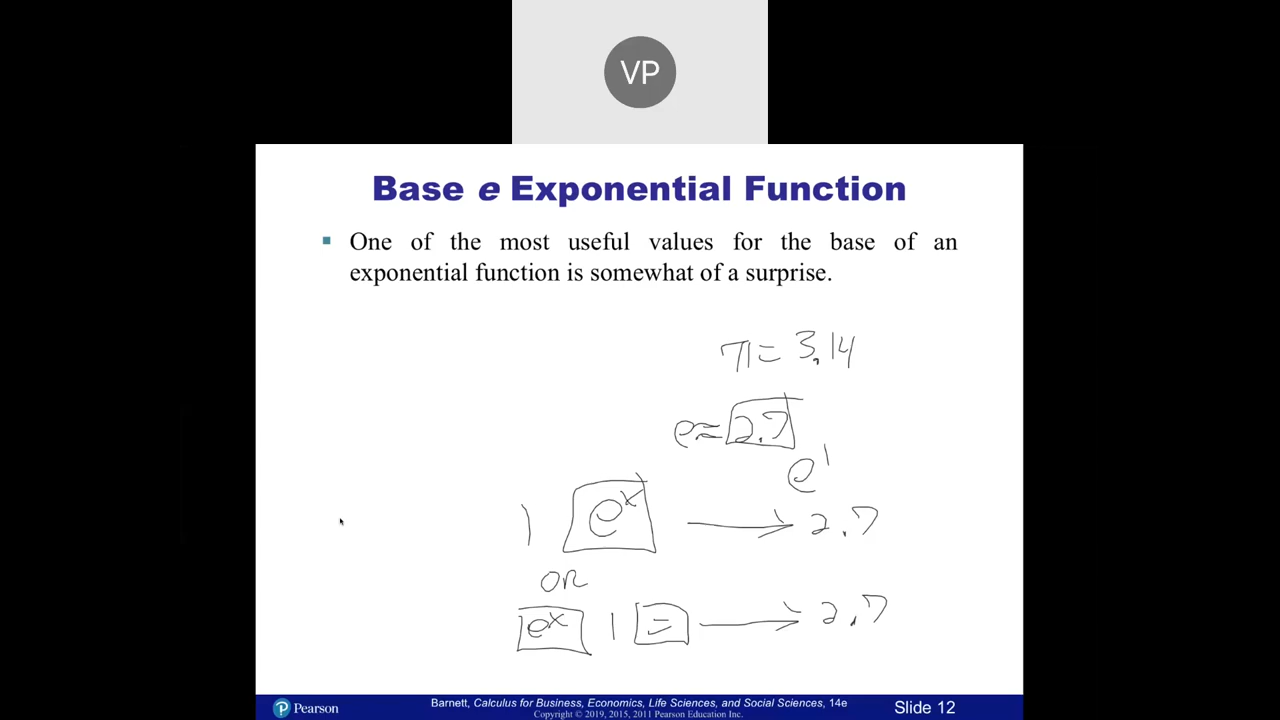 VP
Base e Exponential Function
▪ One of the most useful values for the base of an
exponential function is somewhat of a surprise.
π = 3.14
e ≈ 2.7
e¹
1 eˣ → 2.7
OR
eˣ 1 = → 2.7
Pearson
Barnett, Calculus for Business, Economics, Life Sciences, and Social Sciences, 14e
Copyright © 2019, 2015, 2011 Pearson Education Inc.
Slide 12